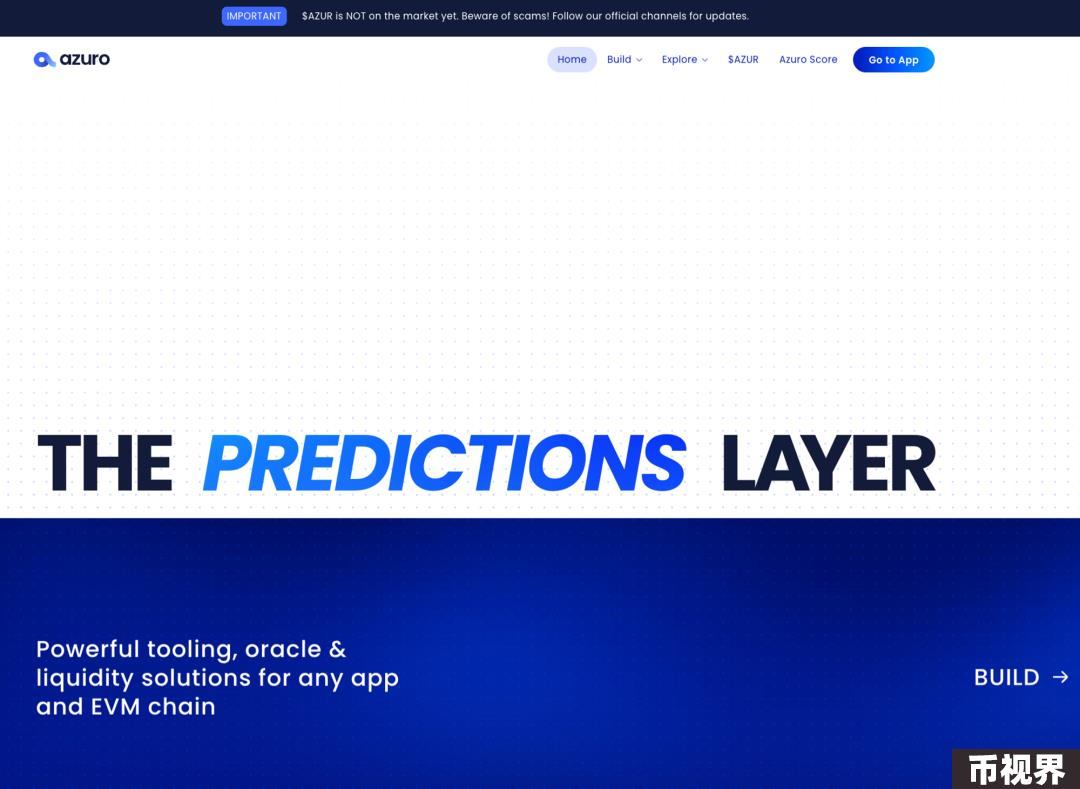 IMPORTANT $AZUR is NOT on the market yet. Beware of scams! Follow our official channels for updates.
azuro Home Build Explore $AZUR Azuro Score Go to App
THE PREDICTIONS LAYER
Powerful tooling, oracle &
liquidity solutions for any app
and EVM chain
BUILD →
币视界